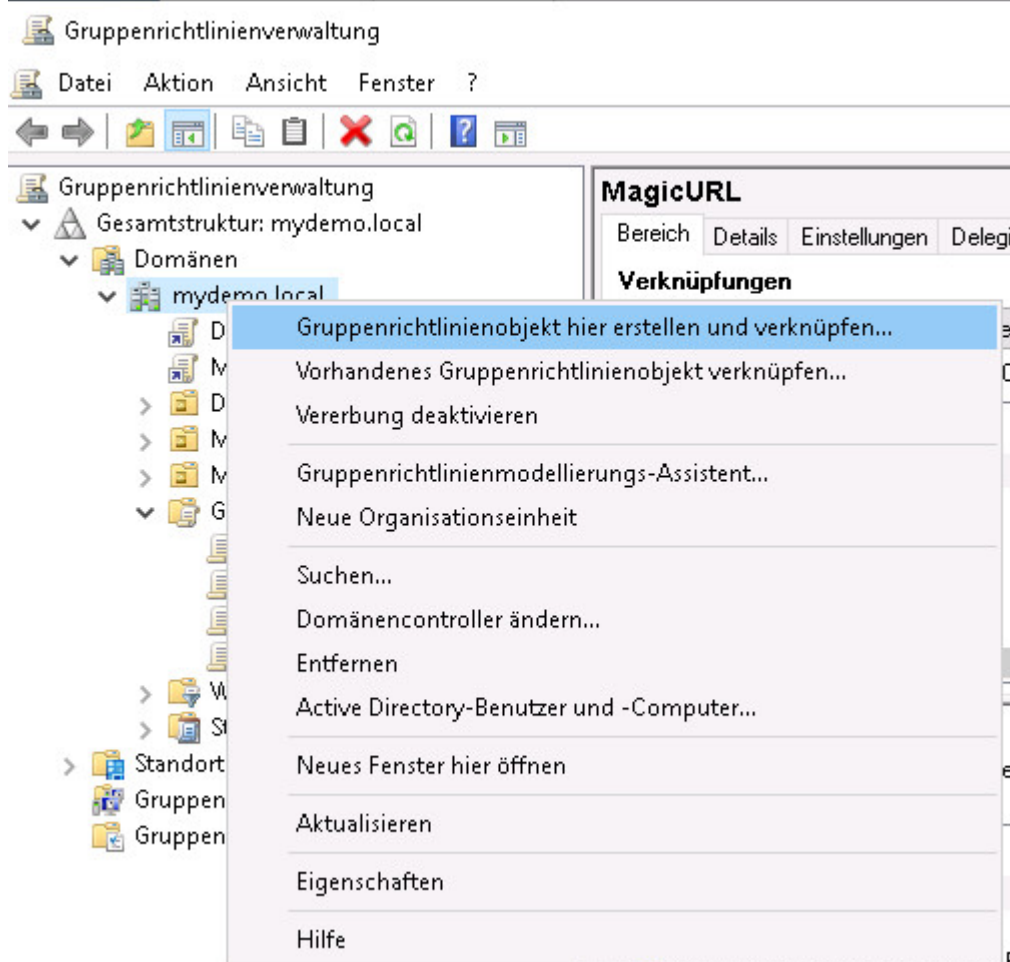 Gruppenrichtlinienverwaltung
Datei Aktion Ansicht Fenster ?
Gruppenrichtlinienverwaltung
Gesamtstruktur: mydemo.local
Domänen
mydemo.local
Standort
Gruppen
Gruppen
MagicURL
Bereich Details Einstellungen Delegi
Verknüpfungen
Gruppenrichtlinienobjekt hier erstellen und verknüpfen...
Vorhandenes Gruppenrichtlinienobjekt verknüpfen...
Vererbung deaktivieren
Gruppenrichtlinienmodellierungs-Assistent...
Neue Organisationseinheit
Suchen...
Domänencontroller ändern...
Entfernen
Active Directory-Benutzer und -Computer...
Neues Fenster hier öffnen
Aktualisieren
Eigenschaften
Hilfe